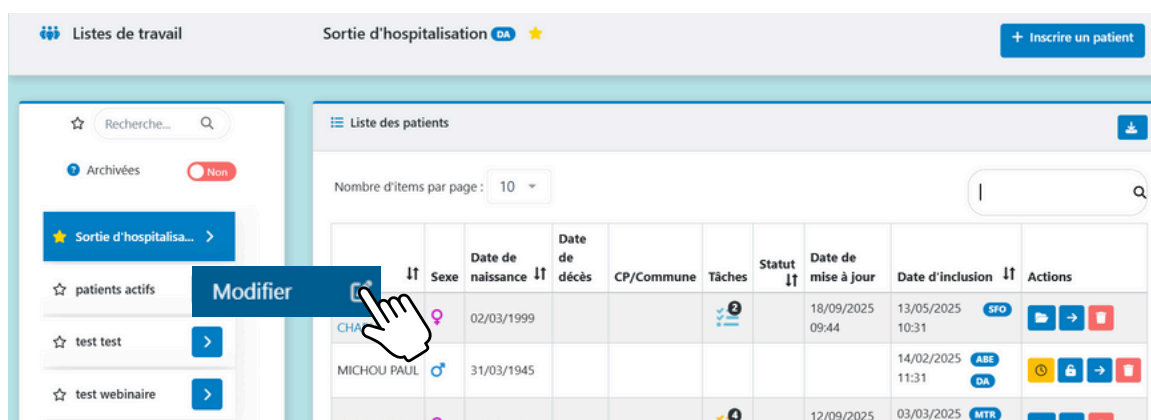 Listes de travail
Sortie d'hospitalisation DA
+ Inscrire un patient
Recherche...
Archivées Non
Sortie d'hospitalisa...
patients actifs
test test
test webinaire
Modifier
Liste des patients
Nombre d'items par page : 10
Sexe
Date de
naissance
Date
de
décès
CP/Commune
Tâches
Statut
Date de
mise à jour
Date d'inclusion
Actions
02/03/1999
2
18/09/2025
09:44
13/05/2025 SFO
10:31
MICHOU PAUL
31/03/1945
14/02/2025 ABE
11:31 DA
12/09/2025
03/03/2025 MTR